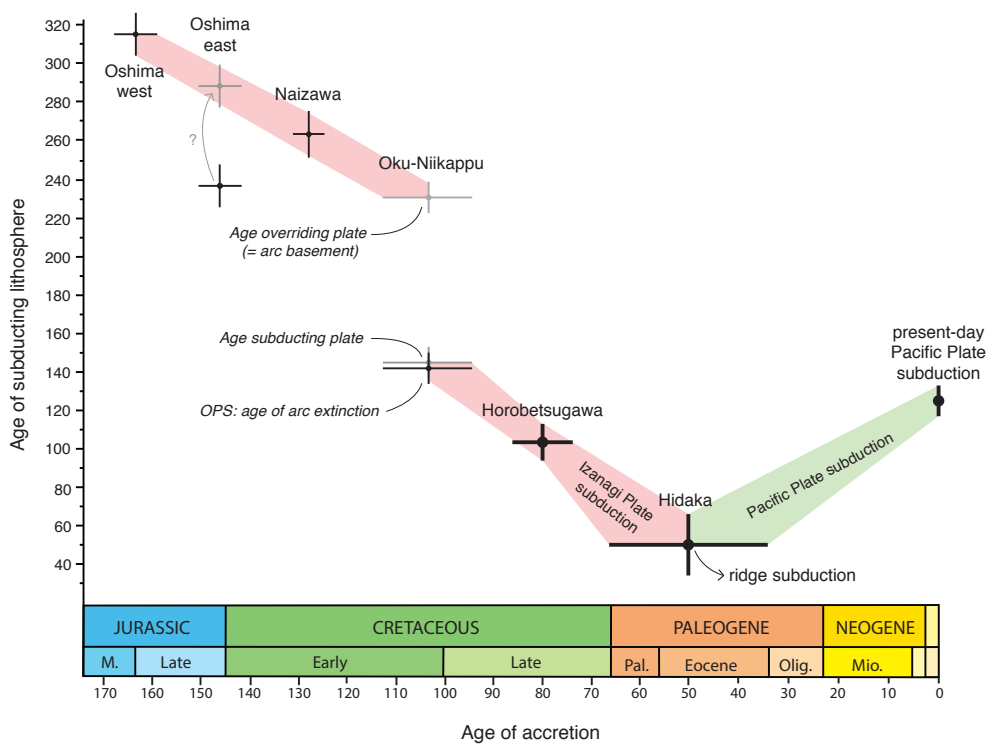 Age of subducting lithosphere
320
300
280
260
240
220
200
180
160
140
120
100
80
60
40
Oshima
west
Oshima
east
?
Naizawa
Oku-Niikappu
Age overriding plate
(= arc basement)
Age subducting plate
OPS: age of arc extinction
Horobetsugawa
Izanagi Plate
subduction
Hidaka
ridge subduction
Pacific Plate subduction
present-day
Pacific Plate
subduction
JURASSIC CRETACEOUS PALEOGENE NEOGENE
M. Late Early Late Pal. Eocene Olig. Mio.
170 160 150 140 130 120 110 100 90 80 70 60 50 40 30 20 10 0
Age of accretion